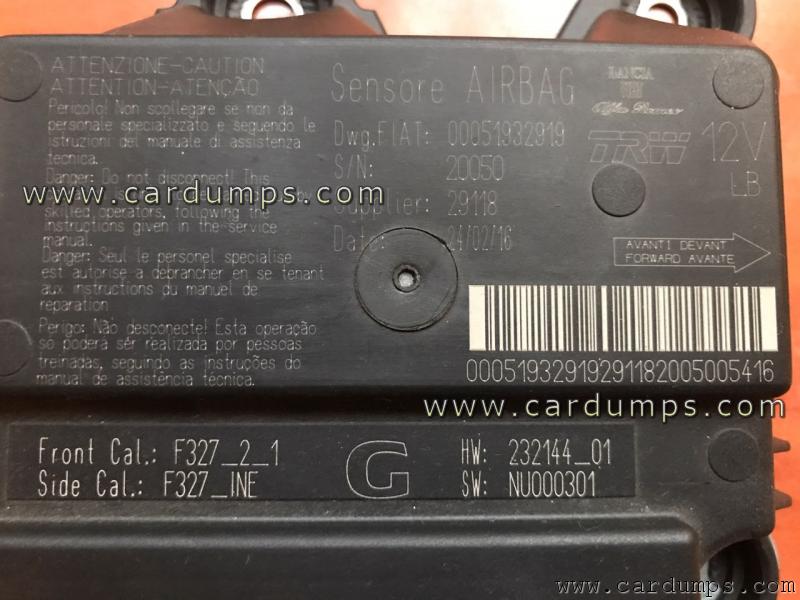 ATTENZIONE-CAUTION
ATTENTION-ATENÇÃO
Pericolo! Non scollegare se non da
personale specializzato e seguendo le
istruzioni del manuale di assistenza
tecnica.
Danger: Do not disconnect! This
www.cardumps.com
skilled operators, following the
instructions given in the service
manual.
Danger: Seul le personel specialise
est autorise a debrancher en se tenant
aux instructions du manuel de
reparation
Perigo: Não desconecte! Esta operação
so poderá ser realizada por pessoas
treinadas, seguindo as instruções do
manual de assistência técnica.
Sensore AIRBAG
LANCIA
FIAT
Alfa Romeo
Dwg.FIAT: 00051932919
S/N: 20050
Supplier: 29118
Date: 24/02/16
TRW
12V
LB
AVANTI DEVANT
FORWARD AVANTE
00051932919291182005005416
www.cardumps.com
Front Cal.: F327_2_1
Side Cal.: F327_INE
G
HW: 232144_01
SW: NU000301
www.cardumps.com